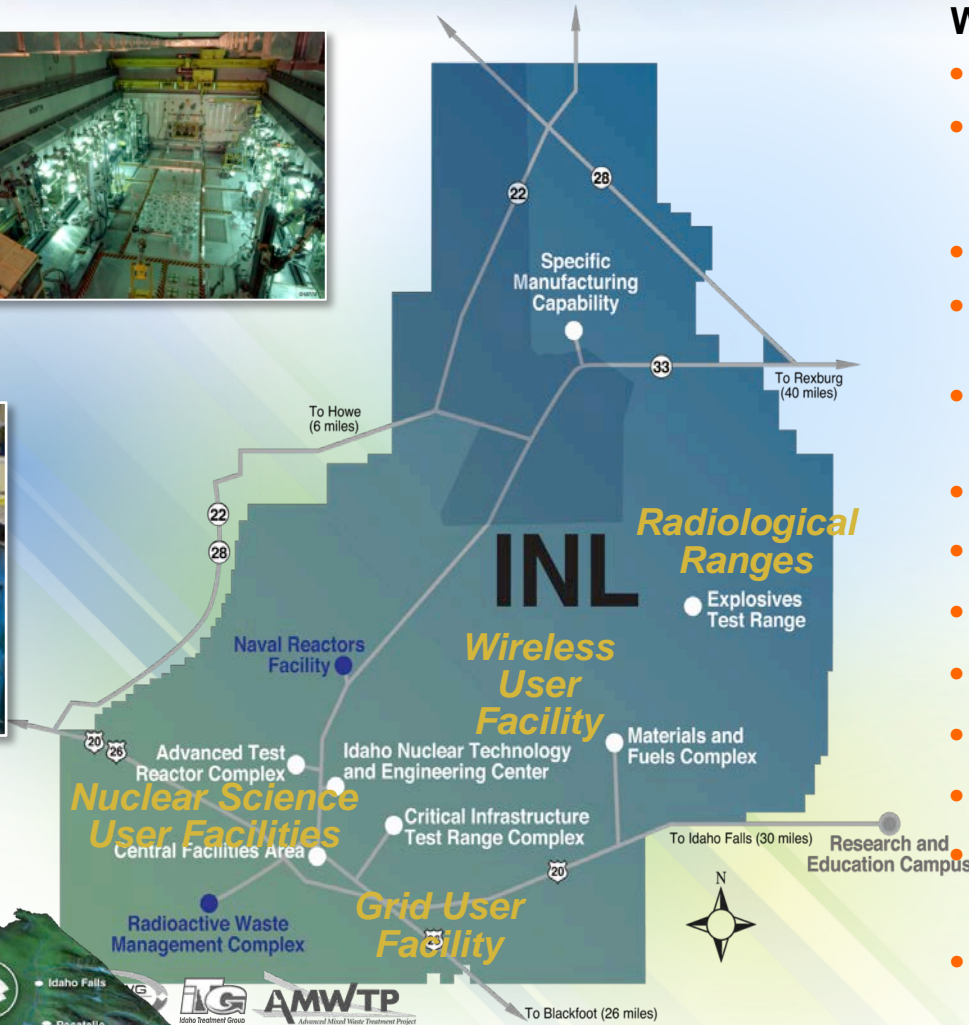 W
22
28
Specific
Manufacturing
Capability
33
To Rexburg
(40 miles)
To Howe
(6 miles)
22
28
Radiological
Ranges
INL
Explosives
Test Range
Naval Reactors
Facility
Wireless
User
Facility
20
26
Advanced Test
Reactor Complex
Idaho Nuclear Technology
and Engineering Center
Materials and
Fuels Complex
Nuclear Science
User Facilities
Critical Infrastructure
Test Range Complex
Central Facilities Area
To Idaho Falls (30 miles)
Research and
Education Campus
20
N
Radioactive Waste
Management Complex
Grid User
Facility
Idaho Falls
Pocatello
ITG
Idaho Treatment Group
AMWTP
Advanced Mixed Waste Treatment Project
To Blackfoot (26 miles)